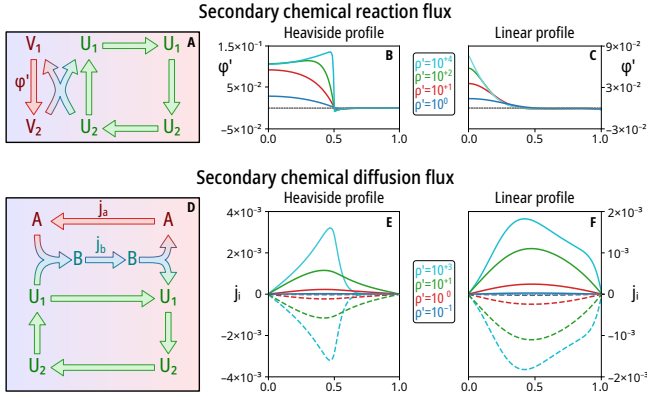 Secondary chemical reaction flux
A
V₁ U₁ U₁
φ'
V₂ U₂ U₂
Heaviside profile
B
φ'
1.5×10⁻¹
5×10⁻²
−5×10⁻²
0.0 0.5 1.0
ρ'=10⁺⁴
ρ'=10⁺²
ρ'=10⁺¹
ρ'=10⁰
Linear profile
C
φ'
9×10⁻²
3×10⁻²
−3×10⁻²
0.0 0.5 1.0
Secondary chemical diffusion flux
D
A jₐ A
B j_b B
U₁ U₁
U₂ U₂
Heaviside profile
E
jᵢ
4×10⁻³
2×10⁻³
0
−2×10⁻³
−4×10⁻³
0.0 0.5 1.0
ρ'=10⁺³
ρ'=10⁺¹
ρ'=10⁰
ρ'=10⁻¹
Linear profile
F
jᵢ
2×10⁻³
1×10⁻³
0
−1×10⁻³
−2×10⁻³
0.0 0.5 1.0